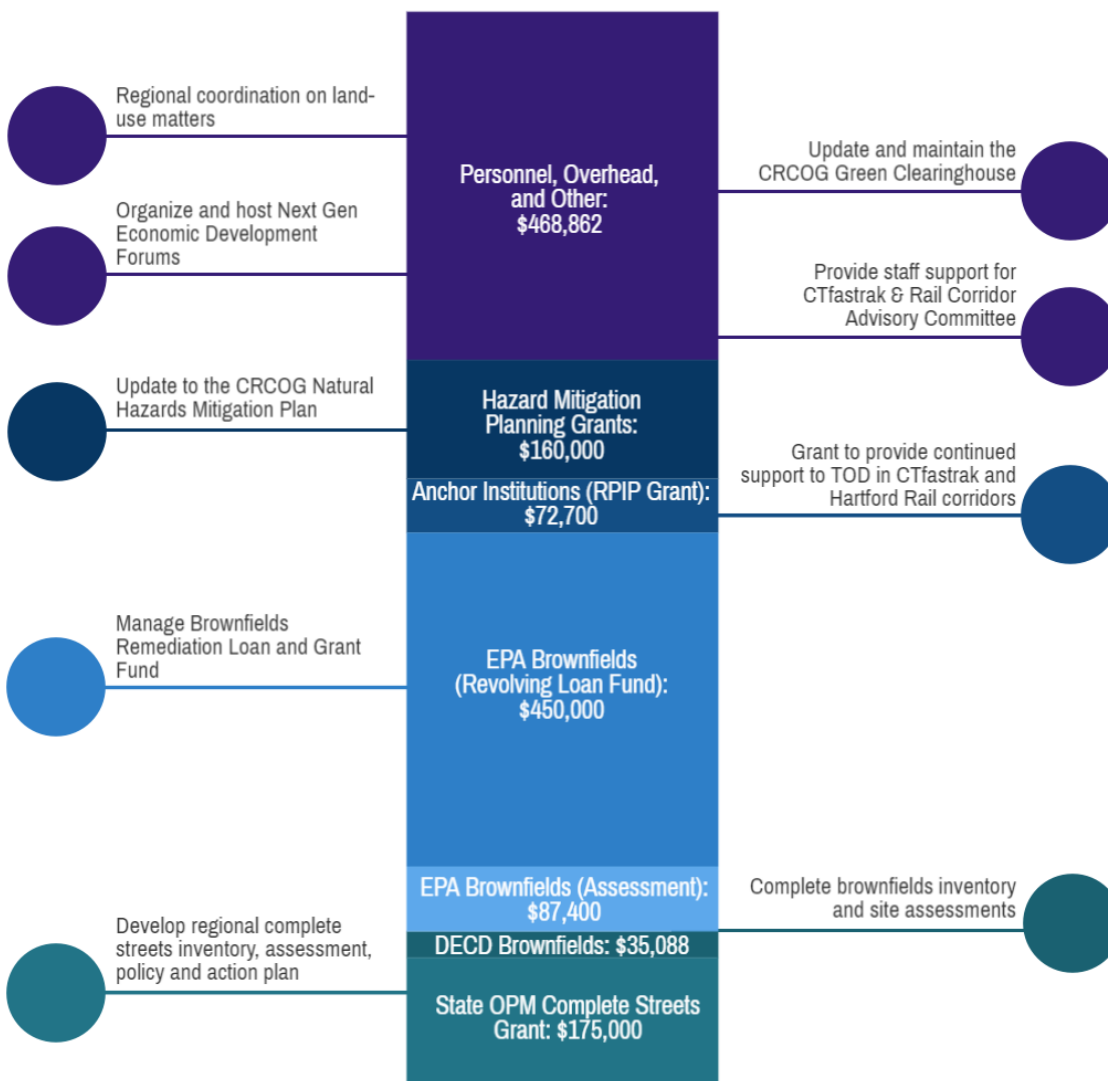 Regional coordination on land-
use matters
Organize and host Next Gen
Economic Development
Forums
Update to the CRCOG Natural
Hazards Mitigation Plan
Manage Brownfields
Remediation Loan and Grant
Fund
Develop regional complete
streets inventory, assessment,
policy and action plan
Personnel, Overhead,
and Other:
$468,862
Hazard Mitigation
Planning Grants:
$160,000
Anchor Institutions (RPIP Grant):
$72,700
EPA Brownfields
(Revolving Loan Fund):
$450,000
EPA Brownfields (Assessment):
$87,400
DECD Brownfields: $35,088
State OPM Complete Streets
Grant: $175,000
Update and maintain the
CRCOG Green Clearinghouse
Provide staff support for
CTfastrak & Rail Corridor
Advisory Committee
Grant to provide continued
support to TOD in CTfastrak and
Hartford Rail corridors
Complete brownfields inventory
and site assessments